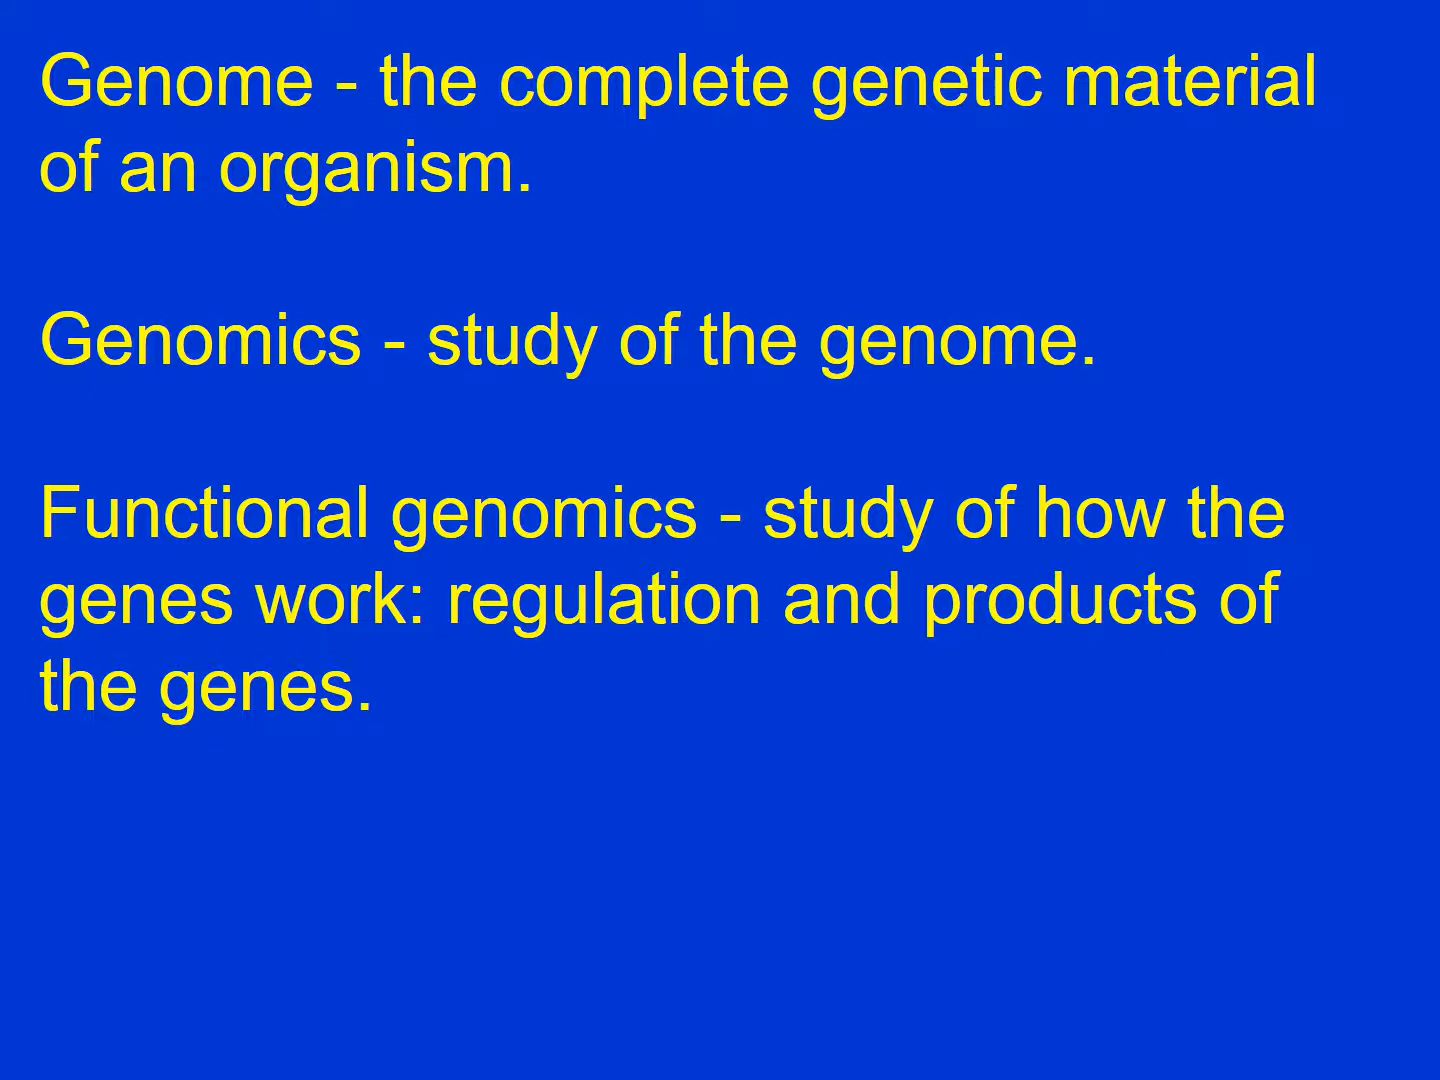 Genome - the complete genetic material
of an organism.
Genomics - study of the genome.
Functional genomics - study of how the
genes work: regulation and products of
the genes.